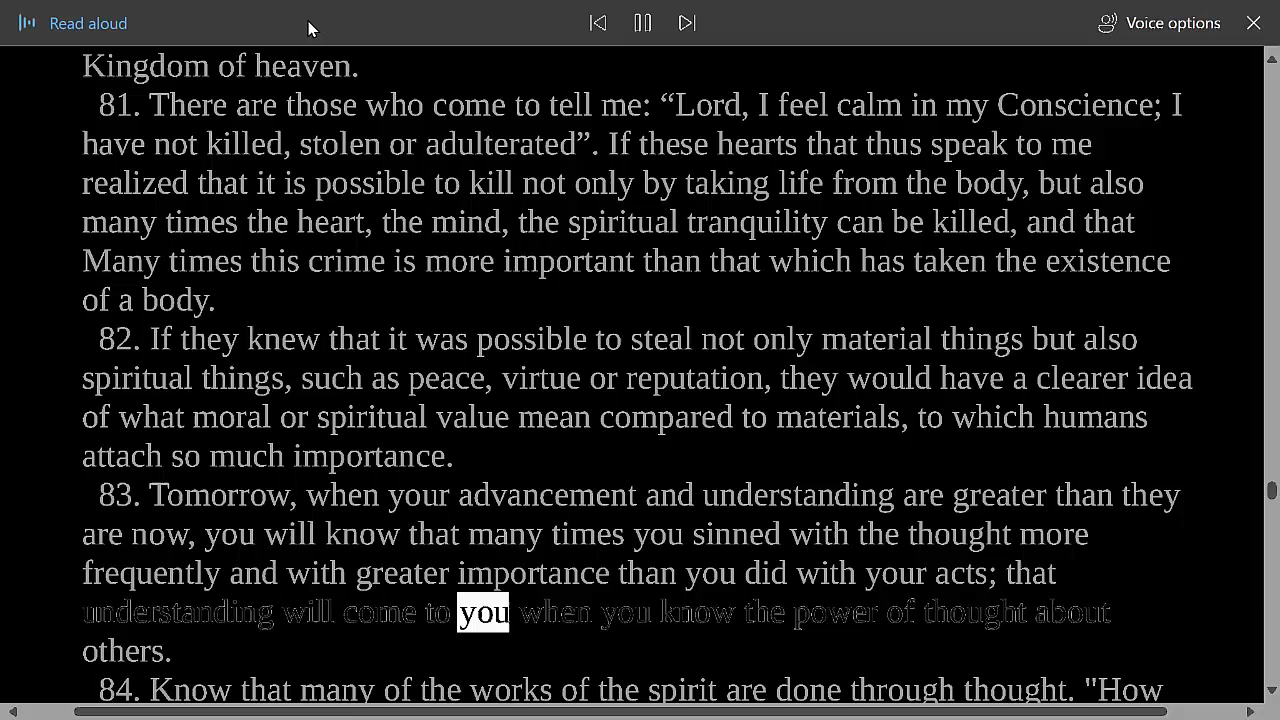 Read aloud
Voice options
Kingdom of heaven.
81. There are those who come to tell me: “Lord, I feel calm in my Conscience; I
have not killed, stolen or adulterated”. If these hearts that thus speak to me
realized that it is possible to kill not only by taking life from the body, but also
many times the heart, the mind, the spiritual tranquility can be killed, and that
Many times this crime is more important than that which has taken the existence
of a body.
82. If they knew that it was possible to steal not only material things but also
spiritual things, such as peace, virtue or reputation, they would have a clearer idea
of what moral or spiritual value mean compared to materials, to which humans
attach so much importance.
83. Tomorrow, when your advancement and understanding are greater than they
are now, you will know that many times you sinned with the thought more
frequently and with greater importance than you did with your acts; that
understanding will come to you when you know the power of thought about
others.
84. Know that many of the works of the spirit are done through thought. "How